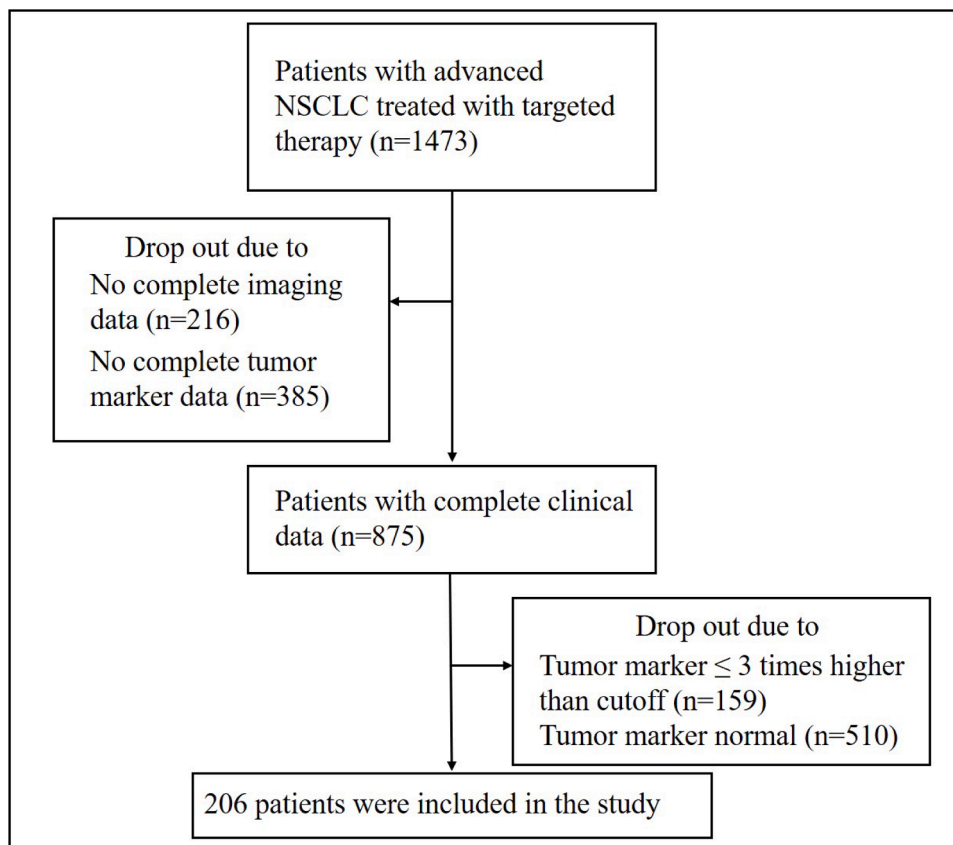 Patients with advanced
NSCLC treated with targeted
therapy (n=1473)
Drop out due to
No complete imaging
data (n=216)
No complete tumor
marker data (n=385)
Patients with complete clinical
data (n=875)
Drop out due to
Tumor marker ≤ 3 times higher
than cutoff (n=159)
Tumor marker normal (n=510)
206 patients were included in the study